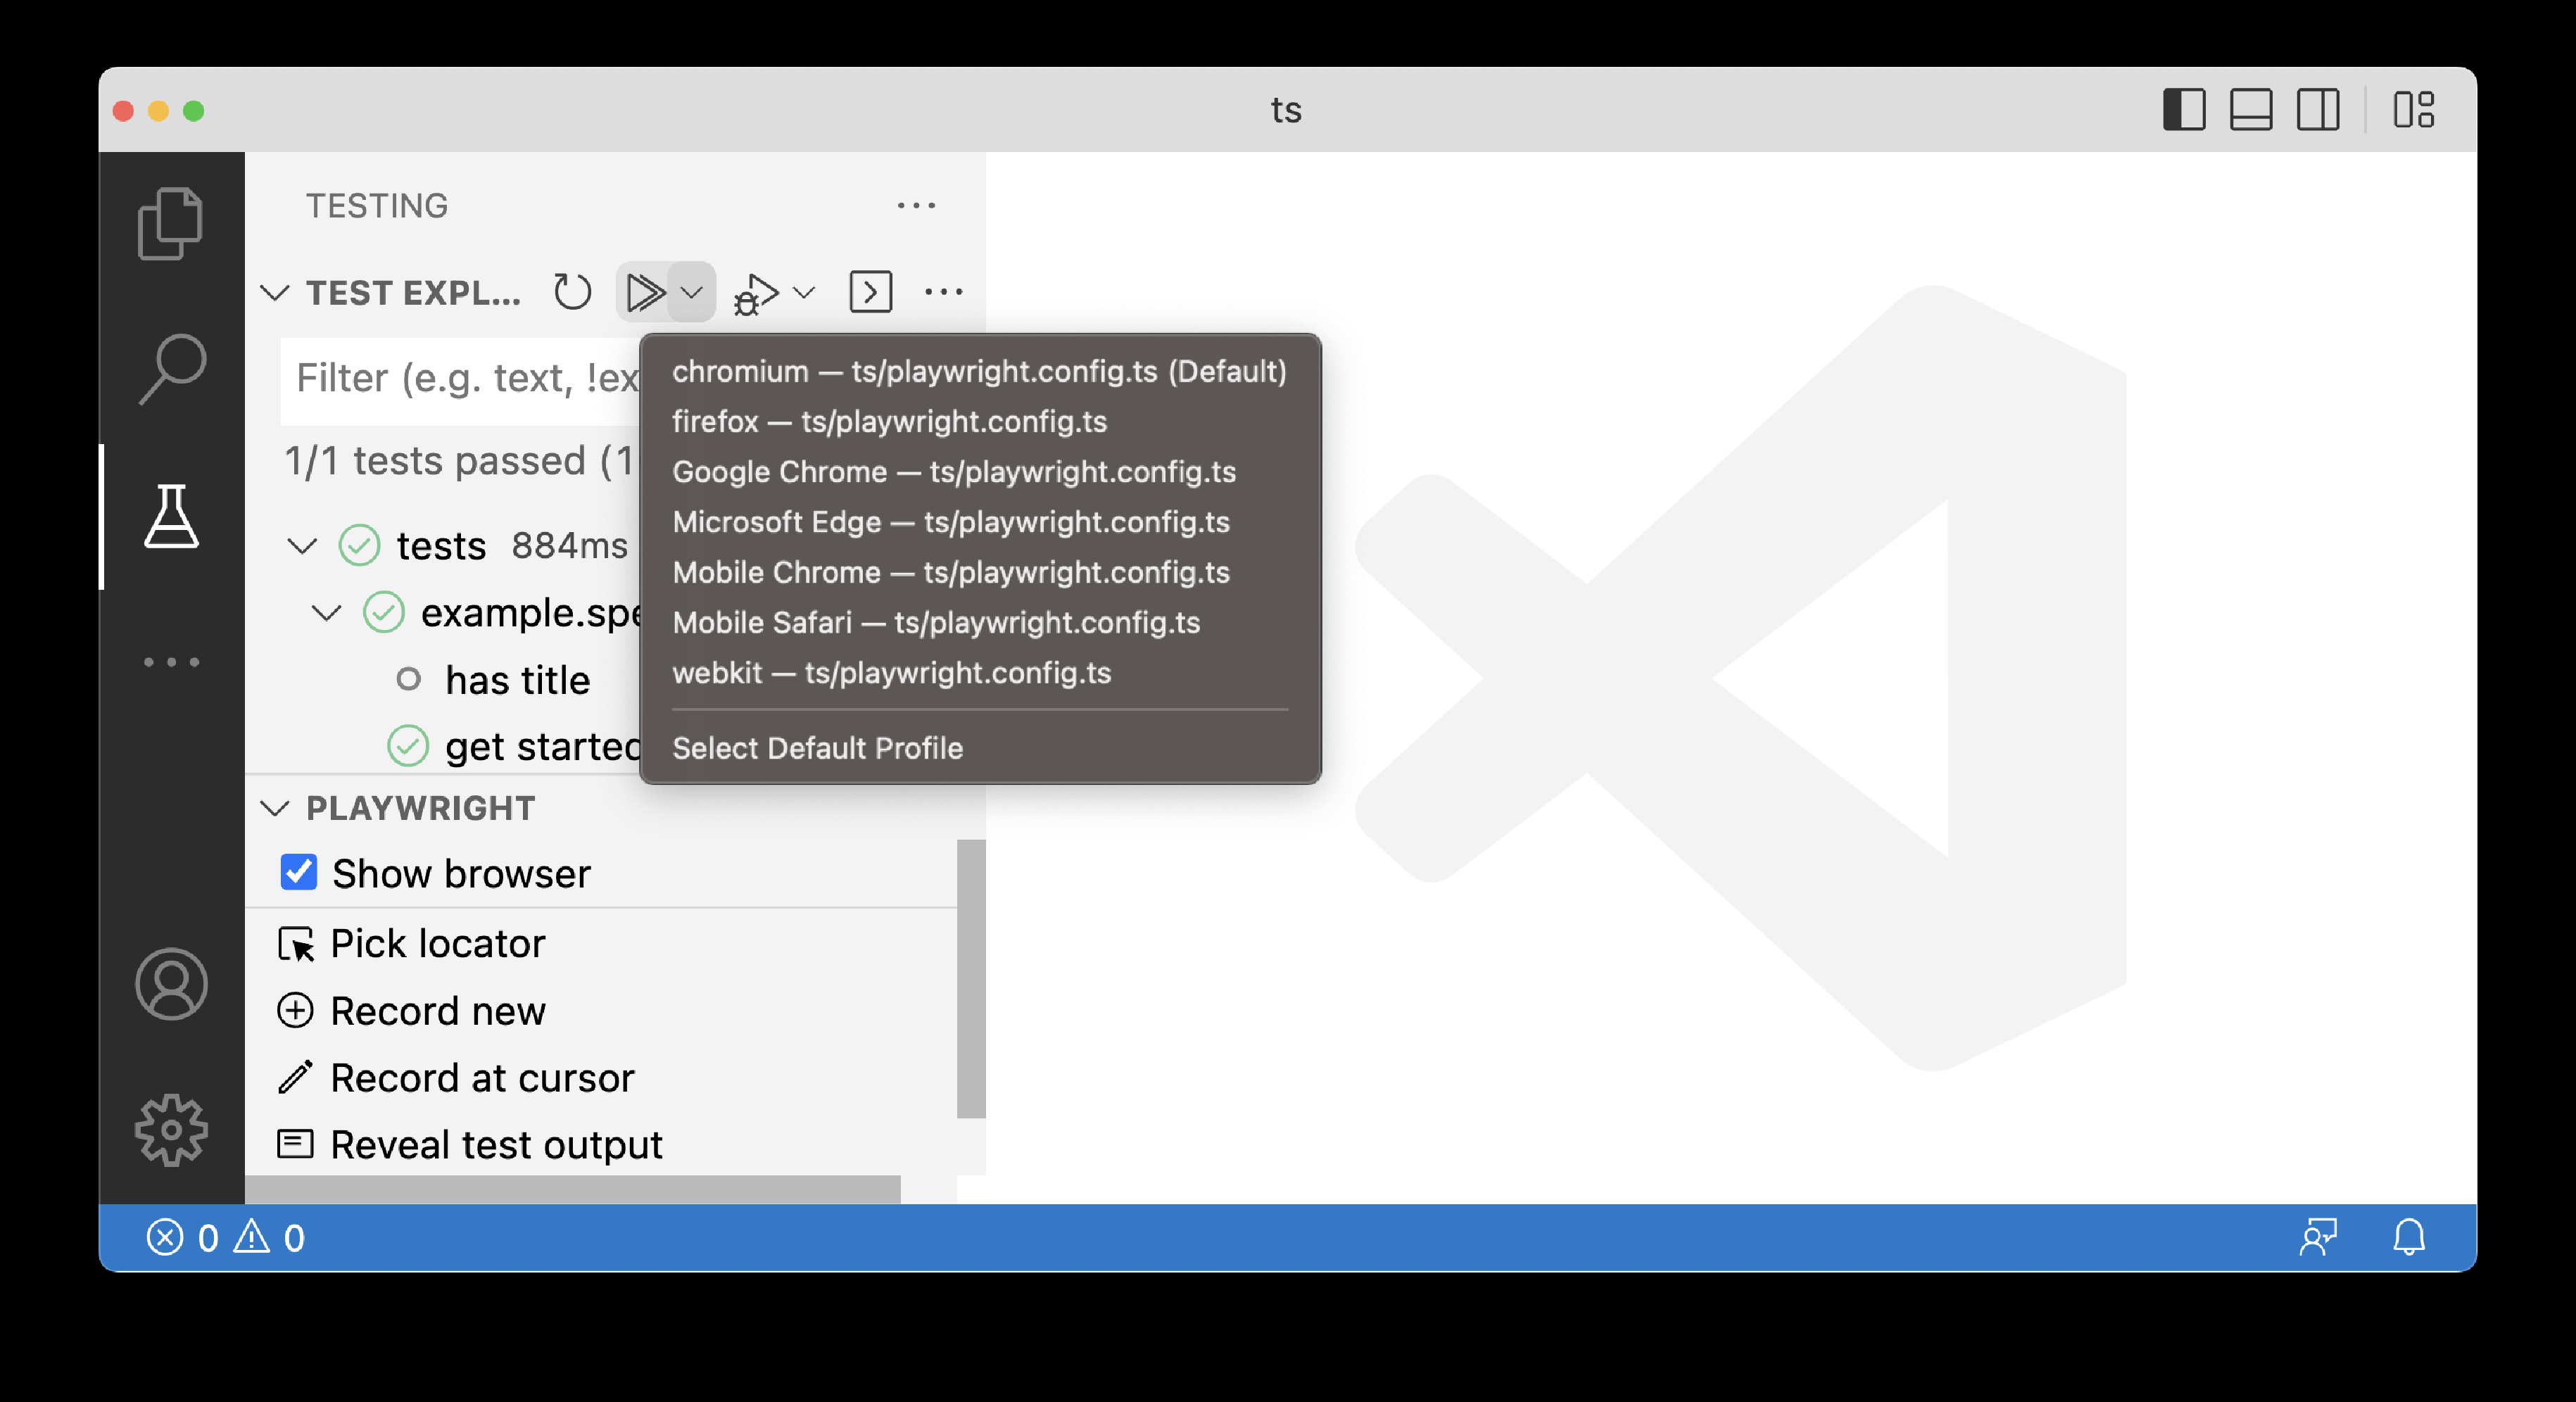 ts
TESTING
TEST EXPL...
Filter (e.g. text, !ex
1/1 tests passed (1
tests 884ms
example.spe
has title
get started
chromium — ts/playwright.config.ts (Default)
firefox — ts/playwright.config.ts
Google Chrome — ts/playwright.config.ts
Microsoft Edge — ts/playwright.config.ts
Mobile Chrome — ts/playwright.config.ts
Mobile Safari — ts/playwright.config.ts
webkit — ts/playwright.config.ts
Select Default Profile
PLAYWRIGHT
Show browser
Pick locator
Record new
Record at cursor
Reveal test output
0 0